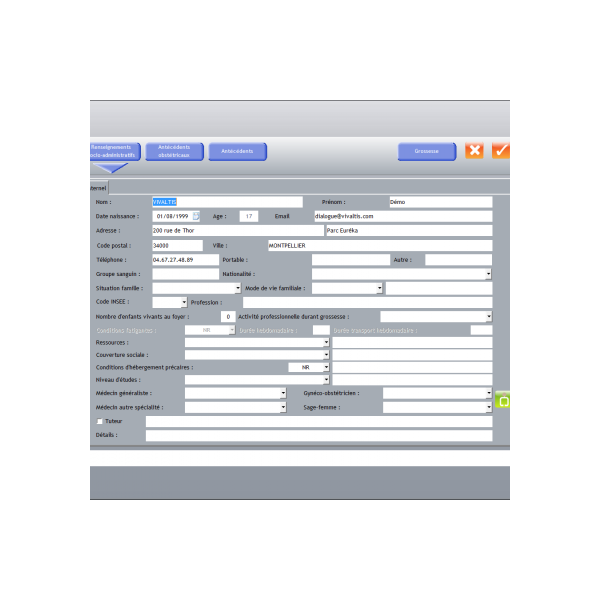 Renseignements Antécédents
socio-administratifs obstétricaux Antécédents Grossesse
ternel
Nom : VIVALTIS Prénom : Démo
Date naissance : 01/08/1999 Age : 17 Email dialogue@vivaltis.com
Adresse : 200 rue de Thor Parc Euréka
Code postal : 34000 Ville : MONTPELLIER
Téléphone : 04.67.27.48.89 Portable : Autre :
Groupe sanguin : Nationalité :
Situation famille : Mode de vie familiale :
Code INSEE : Profession :
Nombre d'enfants vivants au foyer : 0 Activité professionnelle durant grossesse :
Conditions fatigantes : NR Durée hebdomadaire : Durée transport hebdomadaire :
Ressources :
Couverture sociale :
Conditions d'hébergement précaires : NR
Niveau d'études :
Médecin généraliste : Gynéco-obstétricien :
Médecin autre spécialité : Sage-femme :
Tuteur
Détails :